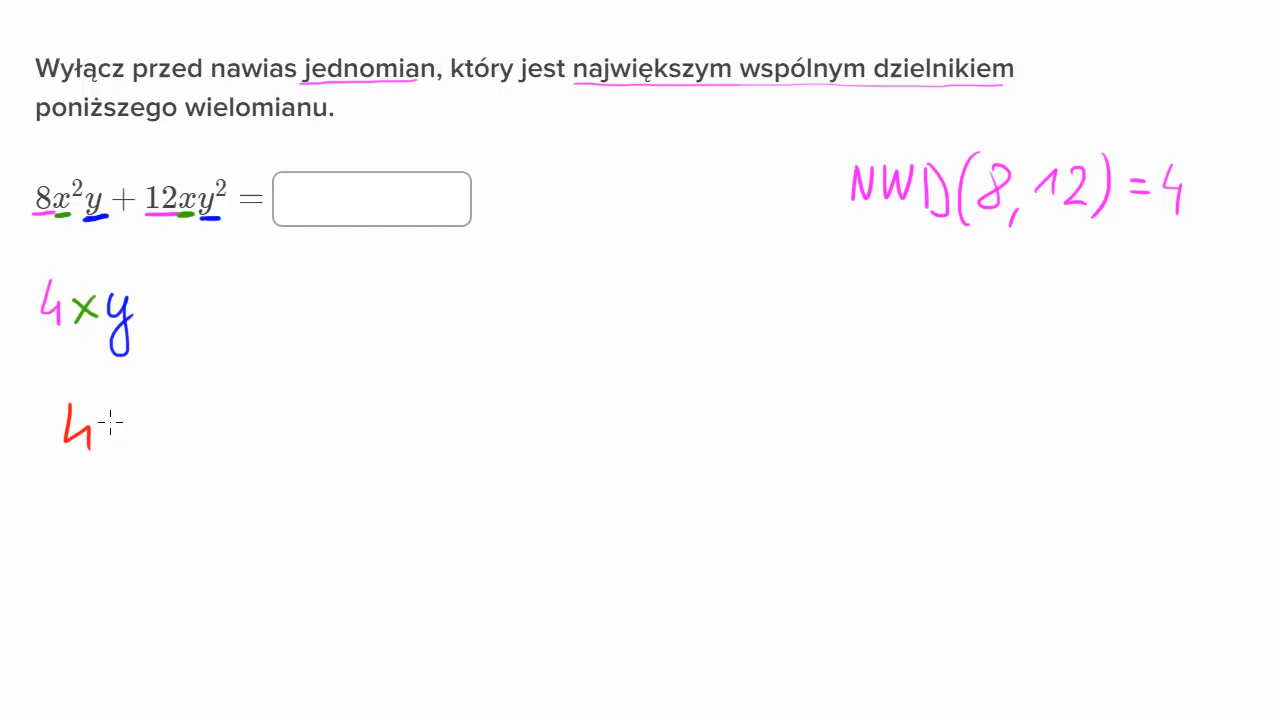 Wyłącz przed nawias jednomian, który jest największym wspólnym dzielnikiem
poniższego wielomianu.
8x²y + 12xy² =
NWD(8,12)=4
4xy
4